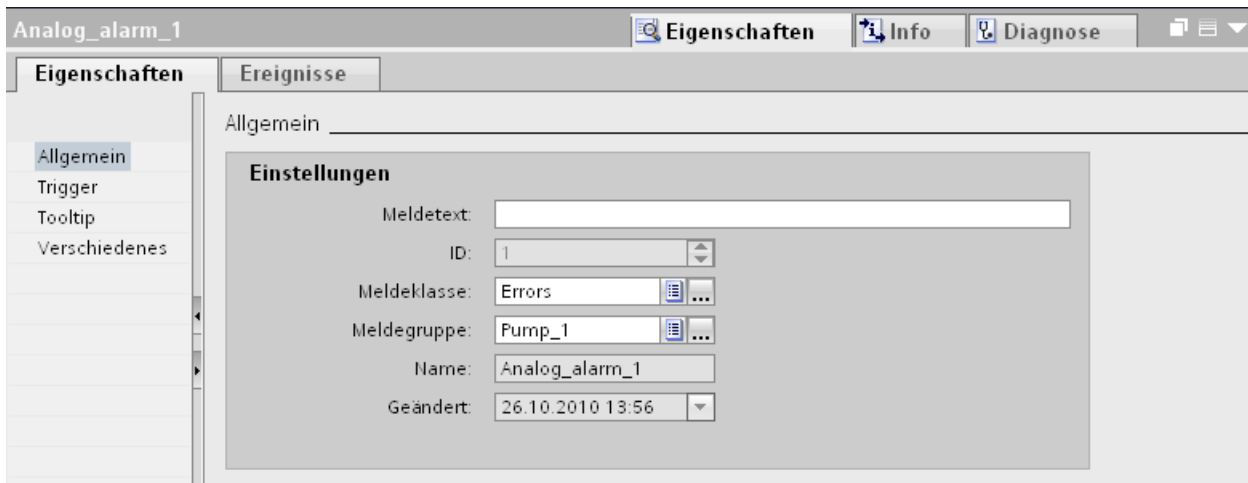 Analog_alarm_1
Eigenschaften
Info
Diagnose
Eigenschaften
Ereignisse
Allgemein
Trigger
Tooltip
Verschiedenes
Allgemein
Einstellungen
Meldetext:
ID: 1
Meldeklasse: Errors ...
Meldegruppe: Pump_1 ...
Name: Analog_alarm_1
Geändert: 26.10.2010 13:56